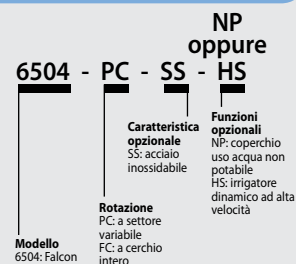 NP
oppure
6504 - PC - SS - HS
Caratteristica
opzionale
SS: acciaio
inossidabile
Funzioni
opzionali
NP: coperchio
uso acqua non
potabile
HS: irrigatore
dinamico ad alta
velocità
Rotazione
PC: a settore
variabile
FC: a cerchio
intero
Modello
6504: Falcon